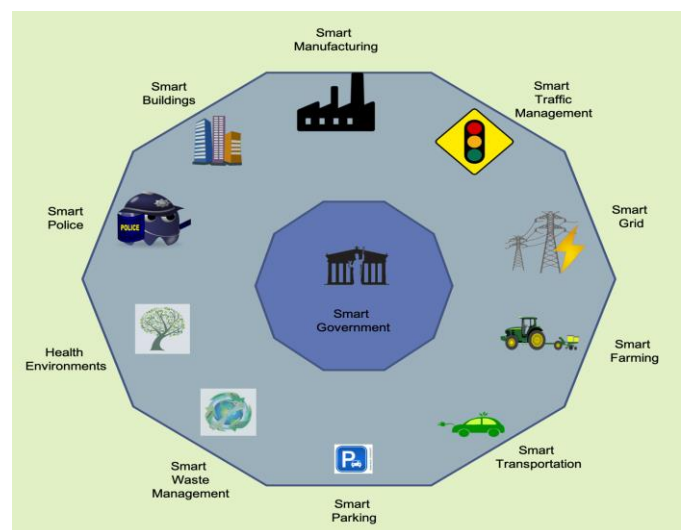 Smart
Manufacturing
Smart
Buildings
Smart
Traffic
Management
Smart
Police
POLICE
Smart
Grid
Smart
Government
Health
Environments
Smart
Farming
Smart
Waste
Management
P
Smart
Transportation
Smart
Parking